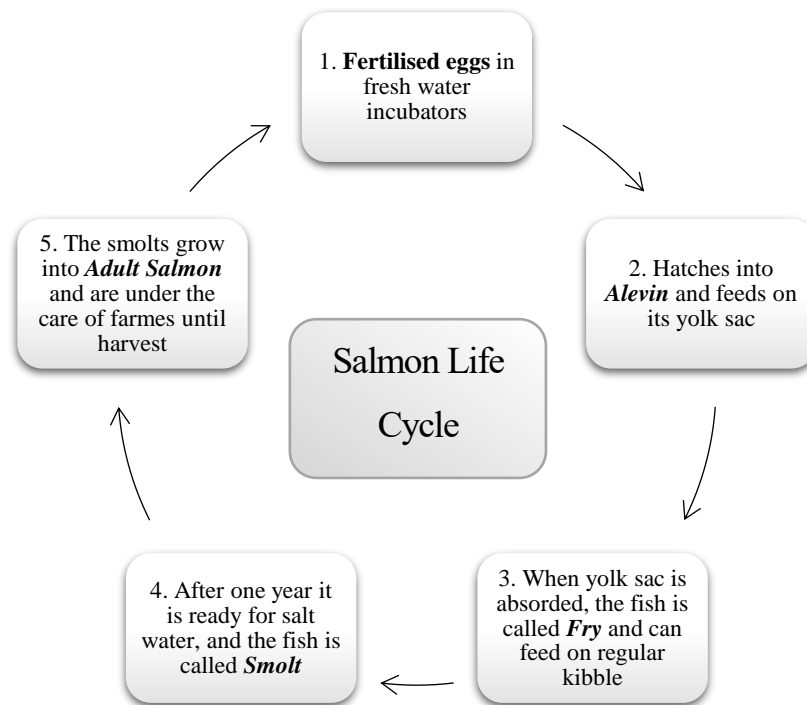 1. Fertilised eggs in
fresh water
incubators
2. Hatches into
Alevin and feeds on
its yolk sac
3. When yolk sac is
absorded, the fish is
called Fry and can
feed on regular
kibble
4. After one year it
is ready for salt
water, and the fish is
called Smolt
5. The smolts grow
into Adult Salmon
and are under the
care of farmes until
harvest
Salmon Life
Cycle